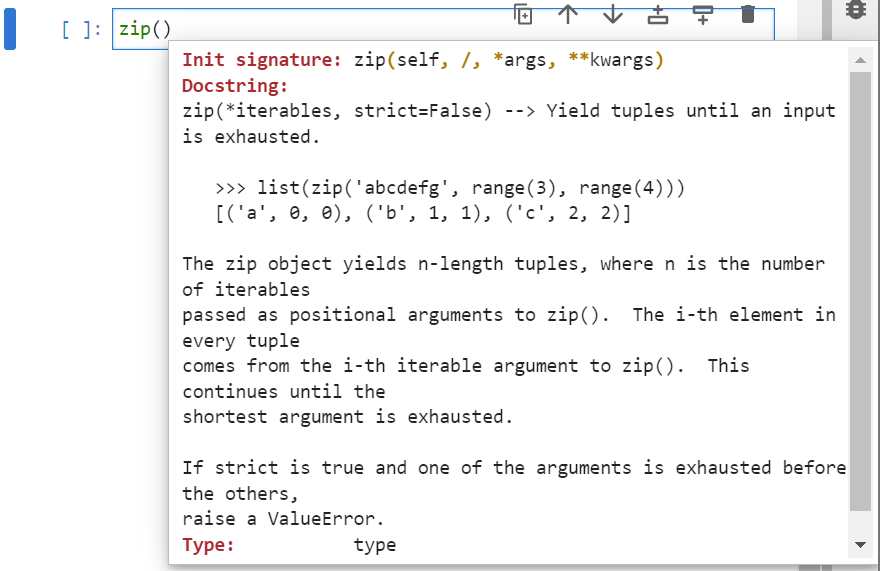 [ ]: zip()
Init signature: zip(self, /, *args, **kwargs)
Docstring:
zip(*iterables, strict=False) --> Yield tuples until an input
is exhausted.
>>> list(zip('abcdefg', range(3), range(4)))
[('a', 0, 0), ('b', 1, 1), ('c', 2, 2)]
The zip object yields n-length tuples, where n is the number
of iterables
passed as positional arguments to zip().  The i-th element in
every tuple
comes from the i-th iterable argument to zip().  This
continues until the
shortest argument is exhausted.
If strict is true and one of the arguments is exhausted before
the others,
raise a ValueError.
Type:           type